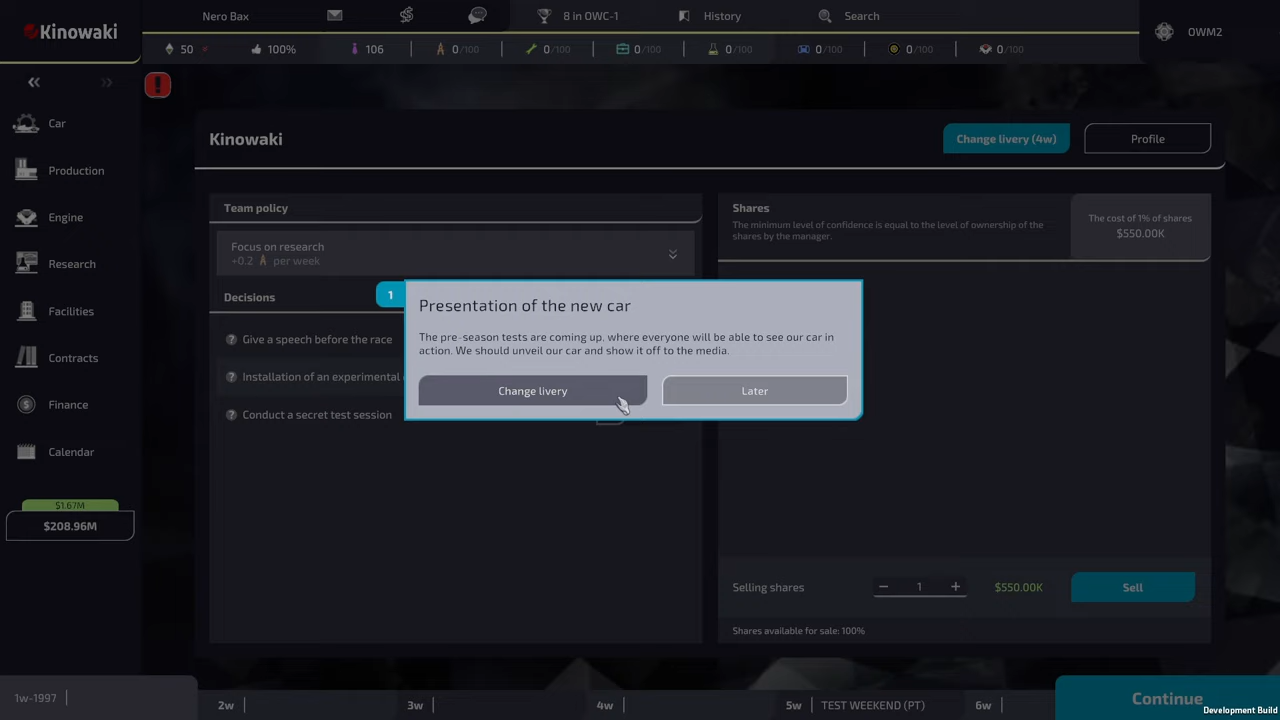 Kinowaki
Nero Bax
8 in OWC-1
History
Search
OWM2
50
100%
106
0/100
0/100
0/100
0/100
0/100
0/100
0/100
Car
Production
Engine
Research
Facilities
Contracts
Finance
Calendar
$1.67M
$208.96M
Kinowaki
Change livery (4w)
Profile
Team policy
Focus on research
+0.2 per week
Decisions
Give a speech before the race
Installation of an experimental
Conduct a secret test session
Shares
The minimum level of confidence is equal to the level of ownership of the
shares by the manager.
The cost of 1% of shares
$550.00K
1
Presentation of the new car
The pre-season tests are coming up, where everyone will be able to see our car in
action. We should unveil our car and show it off to the media.
Change livery
Later
Selling shares
− 1 +
$550.00K
Sell
Shares available for sale: 100%
1w-1997
2w
3w
4w
5w
TEST WEEKEND (PT)
6w
Continue
Development Build